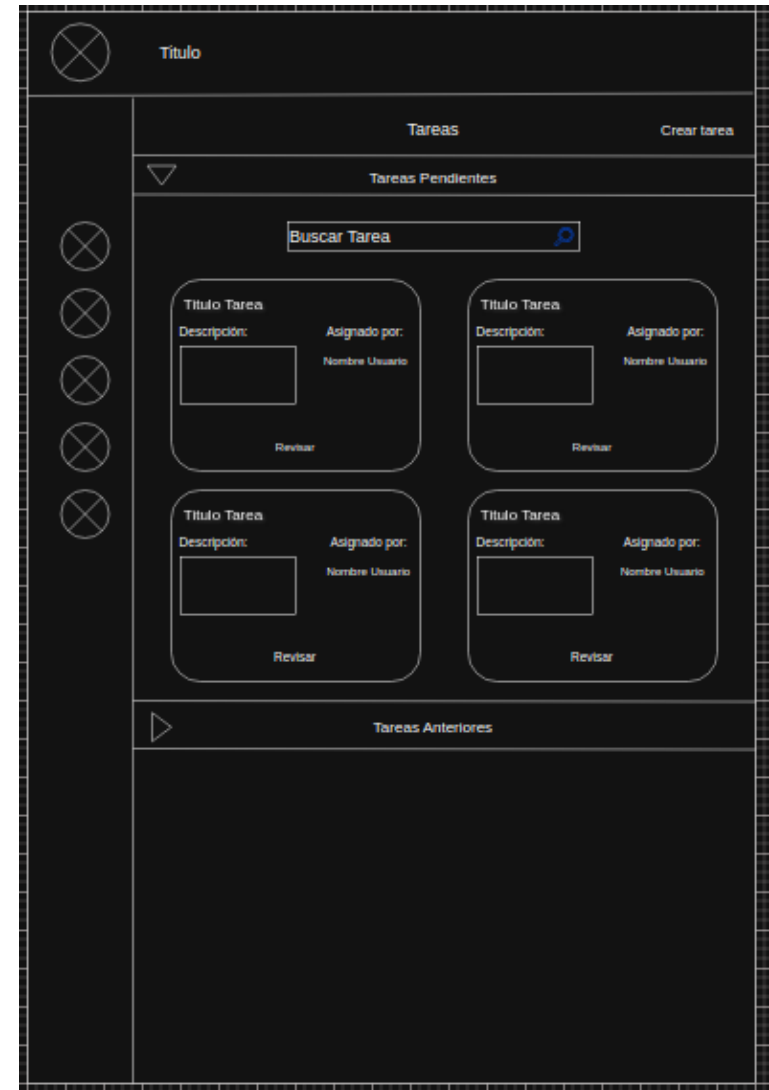 Titulo
Tareas Crear tarea
Tareas Pendientes
Buscar Tarea
Titulo Tarea
Descripción: Asignado por:
Nombre Usuario
Revisar
Titulo Tarea
Descripción: Asignado por:
Nombre Usuario
Revisar
Titulo Tarea
Descripción: Asignado por:
Nombre Usuario
Revisar
Titulo Tarea
Descripción: Asignado por:
Nombre Usuario
Revisar
Tareas Anteriores